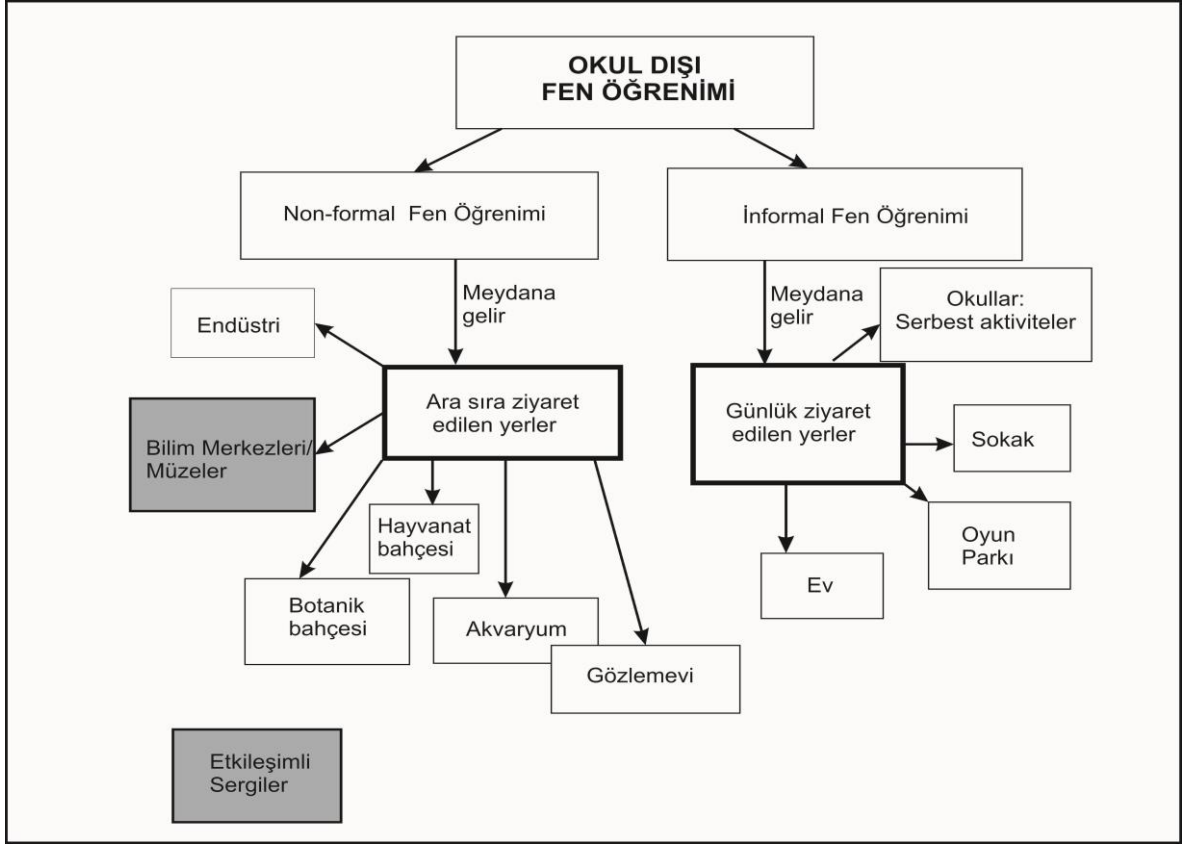 OKUL DIŞI
FEN ÖĞRENİMİ
Non-formal Fen Öğrenimi
İnformal Fen Öğrenimi
Meydana
gelir
Meydana
gelir
Okullar:
Serbest aktiviteler
Endüstri
Ara sıra ziyaret
edilen yerler
Günlük ziyaret
edilen yerler
Bilim Merkezleri/
Müzeler
Sokak
Hayvanat
bahçesi
Oyun
Parkı
Ev
Botanik
bahçesi
Akvaryum
Gözlemevi
Etkileşimli
Sergiler